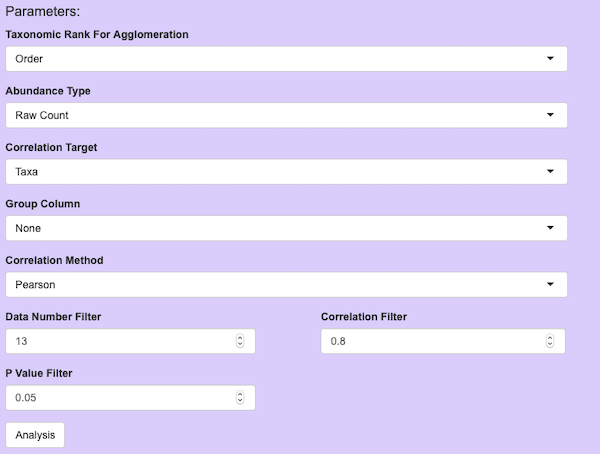 Parameters:
Taxonomic Rank For Agglomeration
Order
Abundance Type
Raw Count
Correlation Target
Taxa
Group Column
None
Correlation Method
Pearson
Data Number Filter
Correlation Filter
13
0.8
P Value Filter
0.05
Analysis